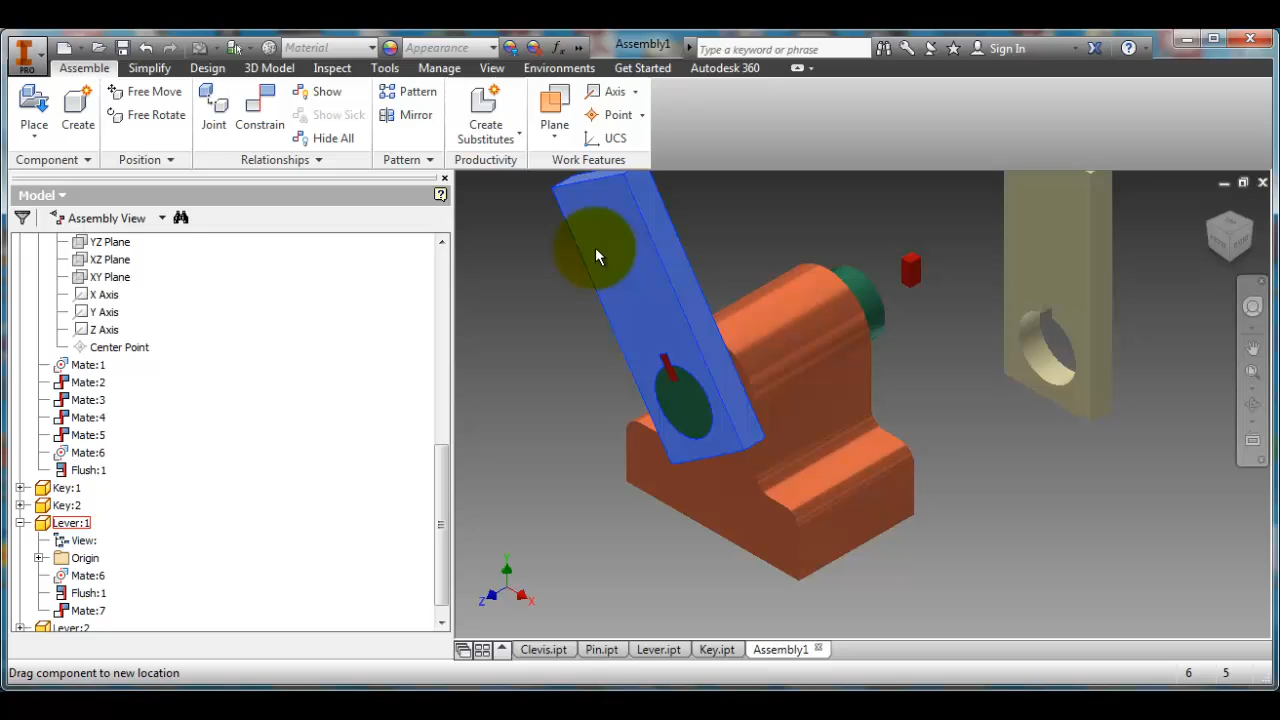 PRO
Material
Appearance
Assembly1
Type a keyword or phrase
Sign In
Assemble Simplify Design 3D Model Inspect Tools Manage View Environments Get Started Autodesk 360
Place
Create
Free Move
Free Rotate
Joint
Constrain
Show
Show Sick
Hide All
Pattern
Mirror
Create
Substitutes
Plane
Axis
Point
UCS
Component Position Relationships Pattern Productivity Work Features
Model
Assembly View
YZ Plane
XZ Plane
XY Plane
X Axis
Y Axis
Z Axis
Center Point
Mate:1
Mate:2
Mate:3
Mate:4
Mate:5
Mate:6
Flush:1
Key:1
Key:2
Lever:1
View:
Origin
Mate:6
Flush:1
Mate:7
Lever:2
Y
Z
X
Clevis.ipt Pin.ipt Lever.ipt Key.ipt Assembly1
Drag component to new location
6 5